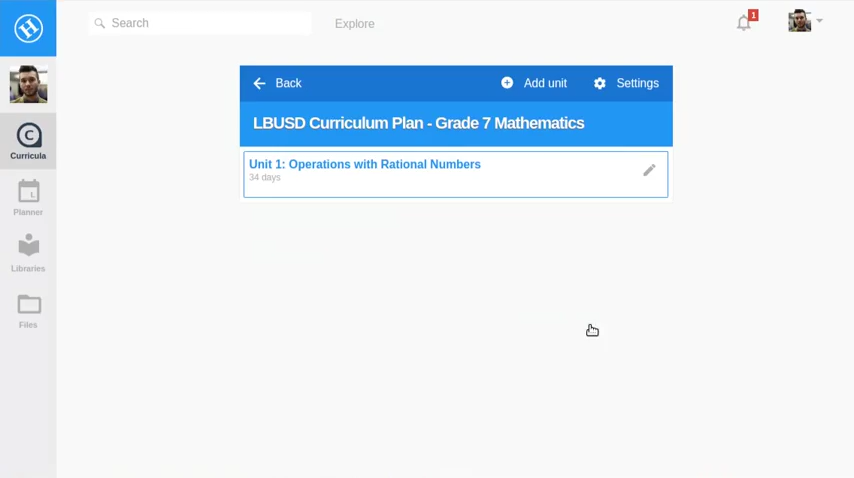 Search
Explore
1
Back
Add unit
Settings
LBUSD Curriculum Plan - Grade 7 Mathematics
Unit 1: Operations with Rational Numbers
34 days
C
Curricula
L
Planner
Libraries
Files